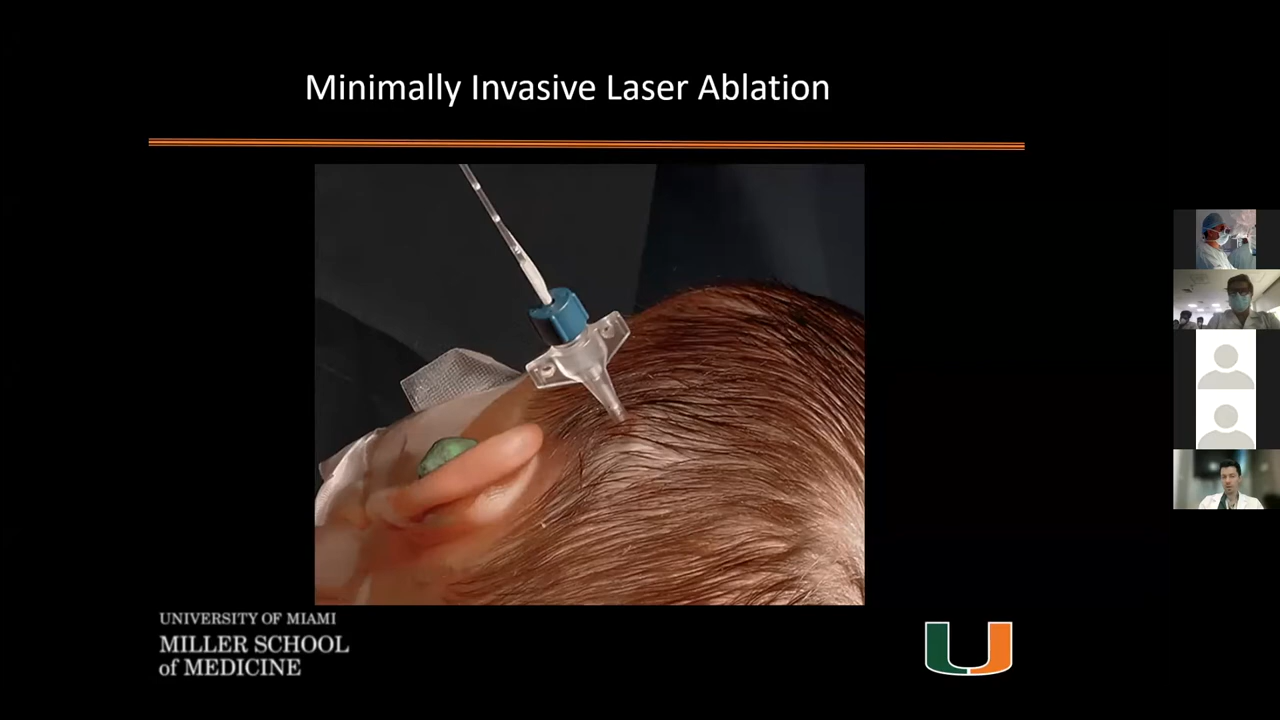 Minimally Invasive Laser Ablation
UNIVERSITY OF MIAMI
MILLER SCHOOL
of MEDICINE